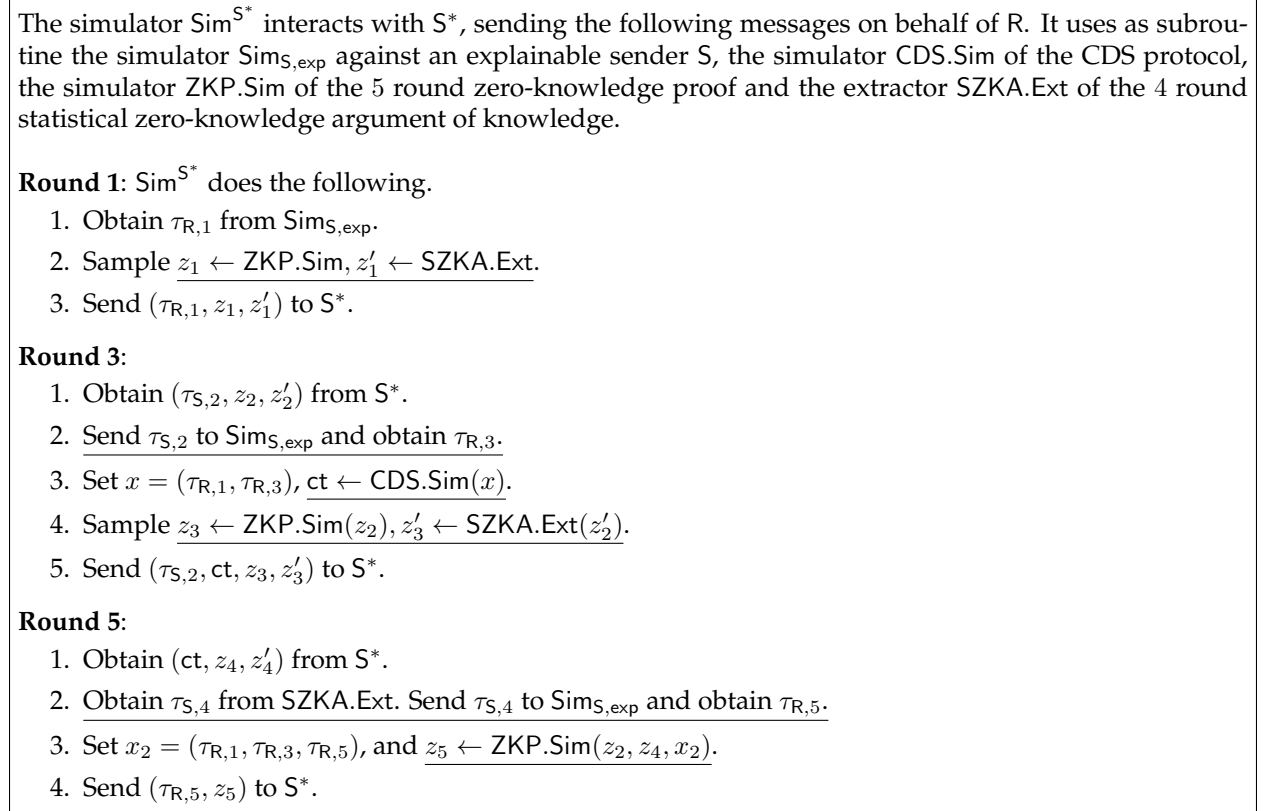 The simulator Sim^{S*} interacts with S*, sending the following messages on behalf of R. It uses as subrou-
tine the simulator Sim_{S,exp} against an explainable sender S, the simulator CDS.Sim of the CDS protocol,
the simulator ZKP.Sim of the 5 round zero-knowledge proof and the extractor SZKA.Ext of the 4 round
statistical zero-knowledge argument of knowledge.
Round 1: Sim^{S*} does the following.
1. Obtain τ_{R,1} from Sim_{S,exp}.
2. Sample z_1 ← ZKP.Sim, z'_1 ← SZKA.Ext.
3. Send (τ_{R,1}, z_1, z'_1) to S*.
Round 3:
1. Obtain (τ_{S,2}, z_2, z'_2) from S*.
2. Send τ_{S,2} to Sim_{S,exp} and obtain τ_{R,3}.
3. Set x = (τ_{R,1}, τ_{R,3}), ct ← CDS.Sim(x).
4. Sample z_3 ← ZKP.Sim(z_2), z'_3 ← SZKA.Ext(z'_2).
5. Send (τ_{S,2}, ct, z_3, z'_3) to S*.
Round 5:
1. Obtain (ct, z_4, z'_4) from S*.
2. Obtain τ_{S,4} from SZKA.Ext. Send τ_{S,4} to Sim_{S,exp} and obtain τ_{R,5}.
3. Set x_2 = (τ_{R,1}, τ_{R,3}, τ_{R,5}), and z_5 ← ZKP.Sim(z_2, z_4, x_2).
4. Send (τ_{R,5}, z_5) to S*.